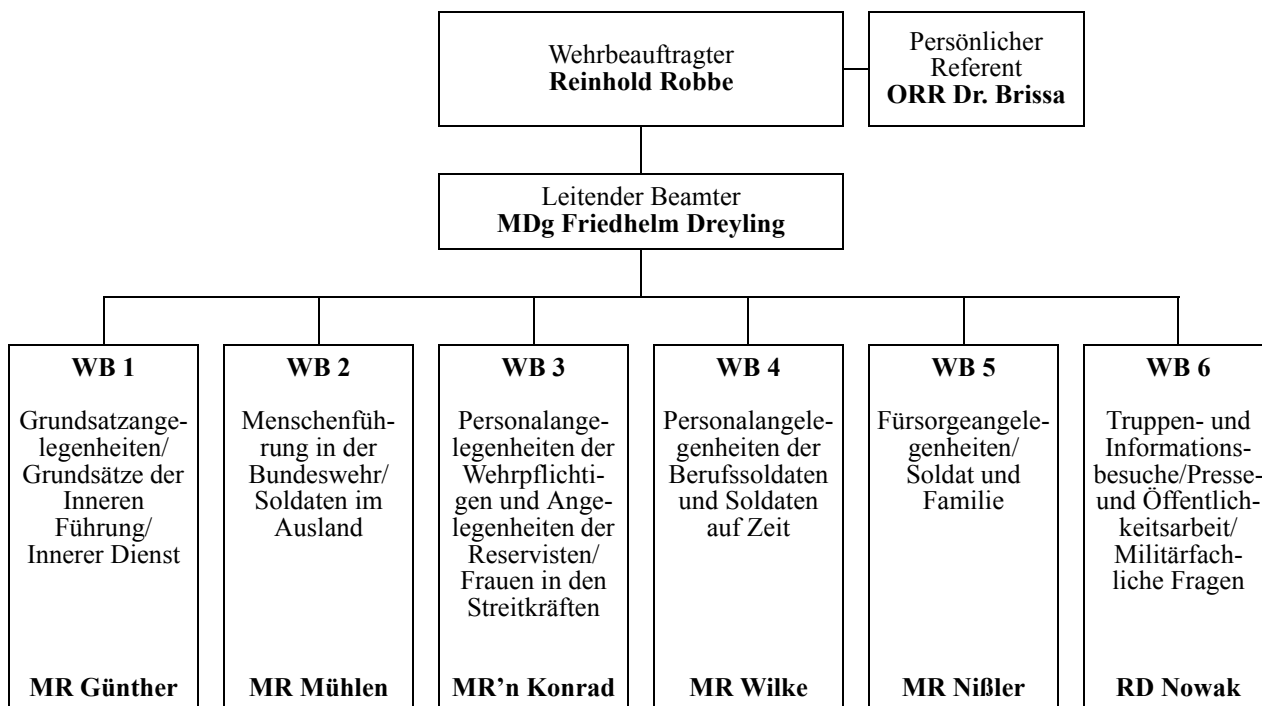 Wehrbeauftragter
Reinhold Robbe
Persönlicher
Referent
ORR Dr. Brissa
Leitender Beamter
MDg Friedhelm Dreyling
WB 1
Grundsatzange-
legenheiten/
Grundsätze der
Inneren
Führung/
Innerer Dienst
MR Günther
WB 2
Menschenfüh-
rung in der
Bundeswehr/
Soldaten im
Ausland
MR Mühlen
WB 3
Personalange-
legenheiten der
Wehrpflichti-
gen und Ange-
legenheiten der
Reservisten/
Frauen in den
Streitkräften
MR’n Konrad
WB 4
Personalangele-
genheiten der
Berufssoldaten
und Soldaten
auf Zeit
MR Wilke
WB 5
Fürsorgeangele-
genheiten/
Soldat und
Familie
MR Nißler
WB 6
Truppen- und
Informations-
besuche/Presse-
und Öffentlich-
keitsarbeit/
Militärfach-
liche Fragen
RD Nowak